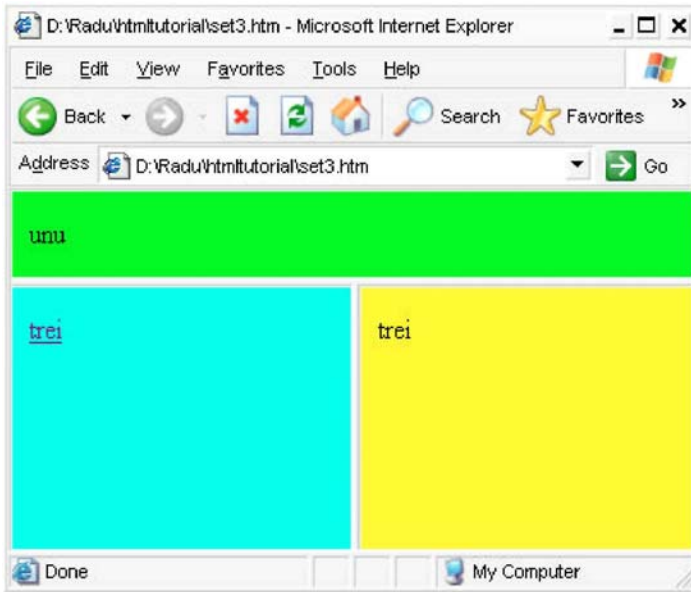 D:\Radu\htmltutorial\set3.htm - Microsoft Internet Explorer
File Edit View Favorites Tools Help
Back Search Favorites »
Address D:\Radu\htmltutorial\set3.htm Go
unu
trei trei
Done My Computer